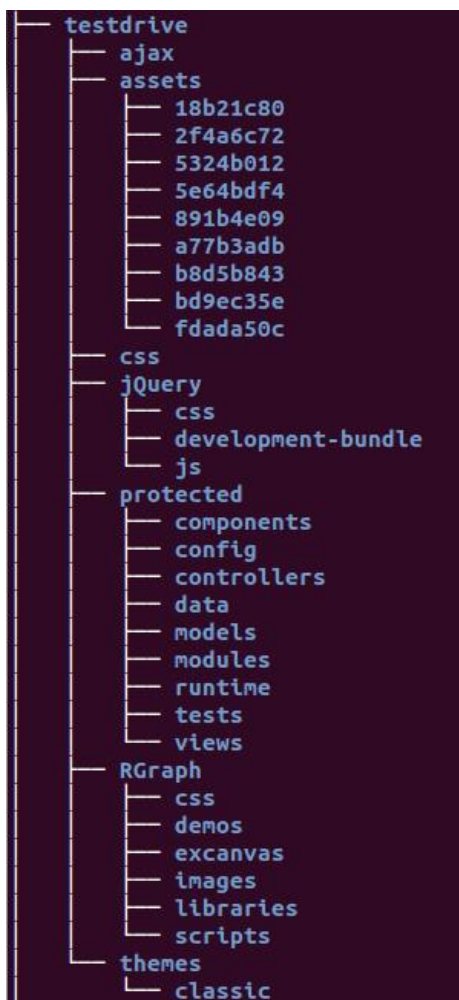 testdrive
ajax
assets
18b21c80
2f4a6c72
5324b012
5e64bdf4
891b4e09
a77b3adb
b8d5b843
bd9ec35e
fdada50c
css
jQuery
css
development-bundle
js
protected
components
config
controllers
data
models
modules
runtime
tests
views
RGraph
css
demos
excanvas
images
libraries
scripts
themes
classic